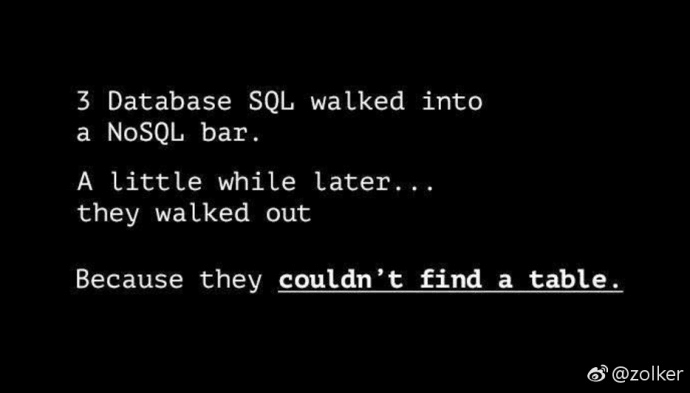 3 Database SQL walked into
a NoSQL bar.
A little while later...
they walked out
Because they couldn't find a table.
@zolker